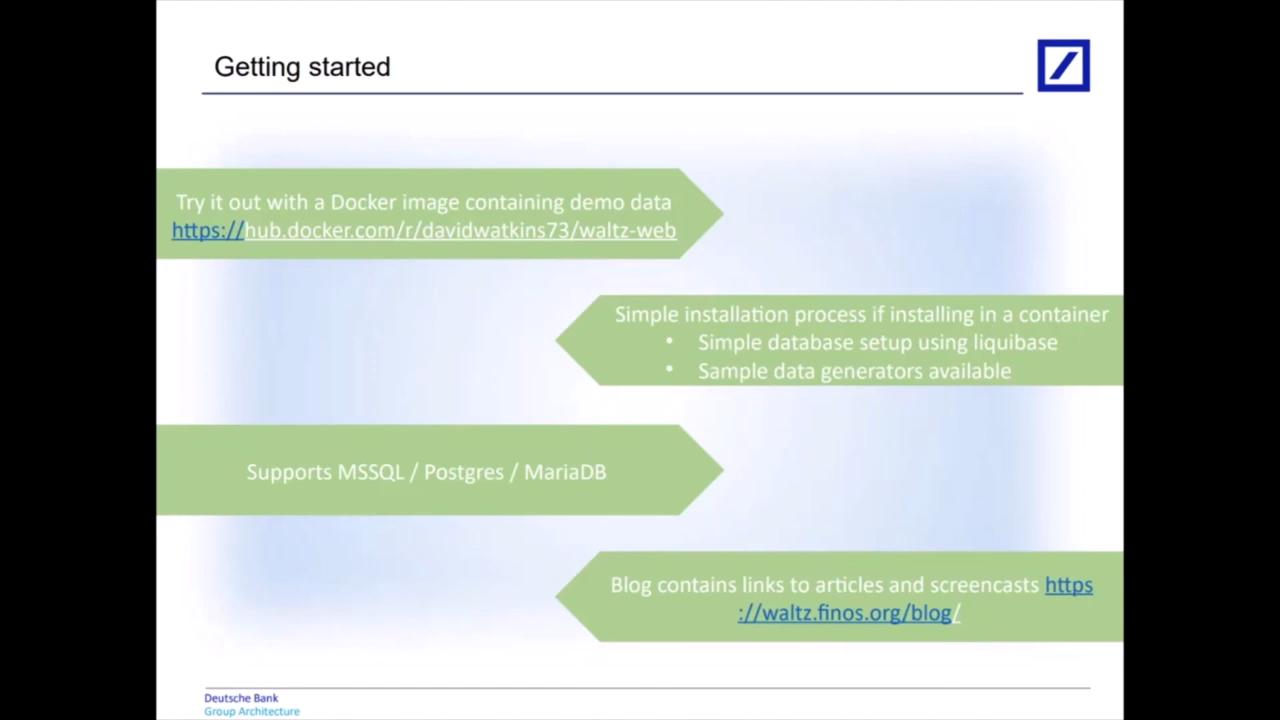 Getting started
Try it out with a Docker image containing demo data
https://hub.docker.com/r/davidwatkins73/waltz-web
Simple installation process if installing in a container
• Simple database setup using liquibase
• Sample data generators available
Supports MSSQL / Postgres / MariaDB
Blog contains links to articles and screencasts https
://waltz.finos.org/blog/
Deutsche Bank
Group Architecture